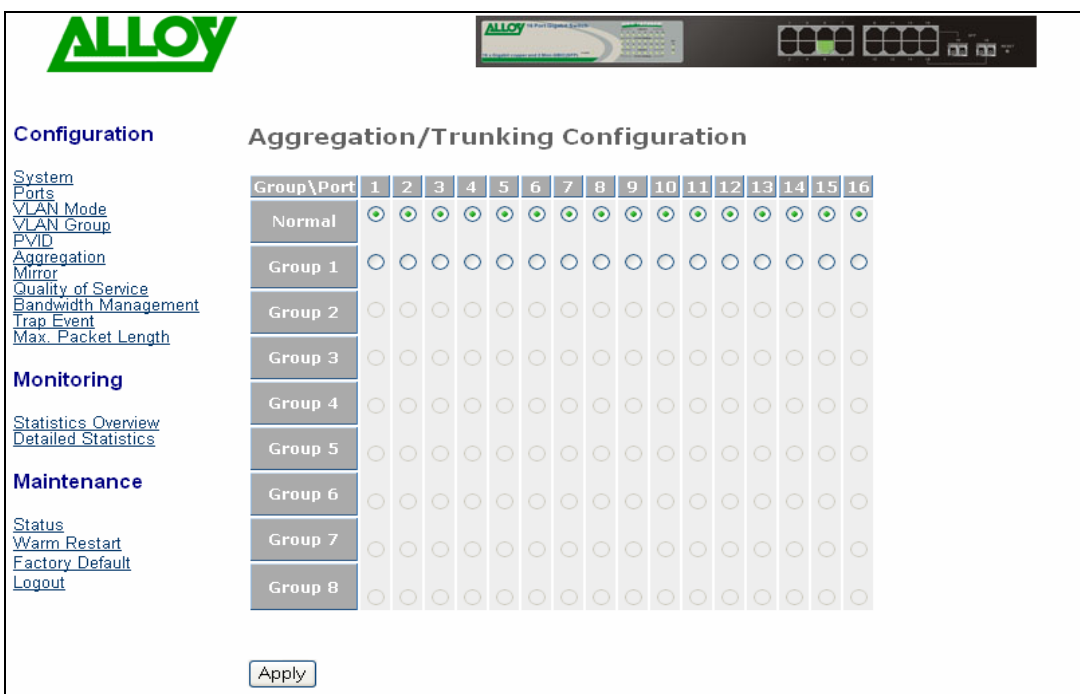 ALLOY
ALLOY
Configuration
System
Ports
VLAN Mode
VLAN Group
PVID
Aggregation
Mirror
Quality of Service
Bandwidth Management
Trap Event
Max. Packet Length
Monitoring
Statistics Overview
Detailed Statistics
Maintenance
Status
Warm Restart
Factory Default
Logout
Aggregation/Trunking Configuration
Group\Port 1 2 3 4 5 6 7 8 9 10 11 12 13 14 15 16
Normal
Group 1
Group 2
Group 3
Group 4
Group 5
Group 6
Group 7
Group 8
Apply